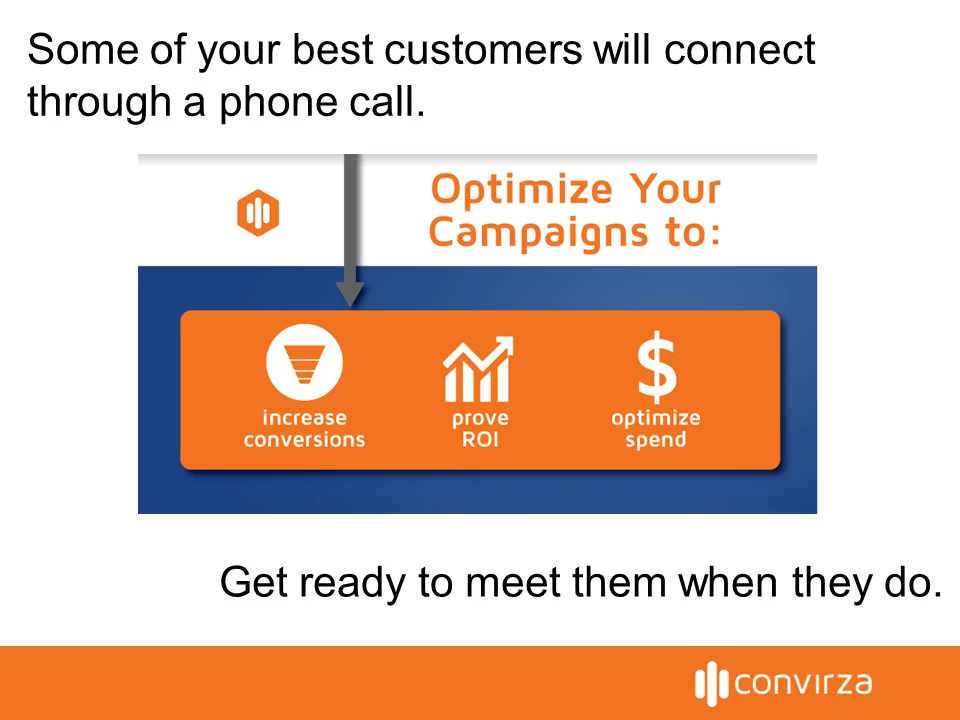 Some of your best customers will connect
through a phone call.
Optimize Your
Campaigns to:
increase
conversions
prove
ROI
$
optimize
spend
Get ready to meet them when they do.
convirza